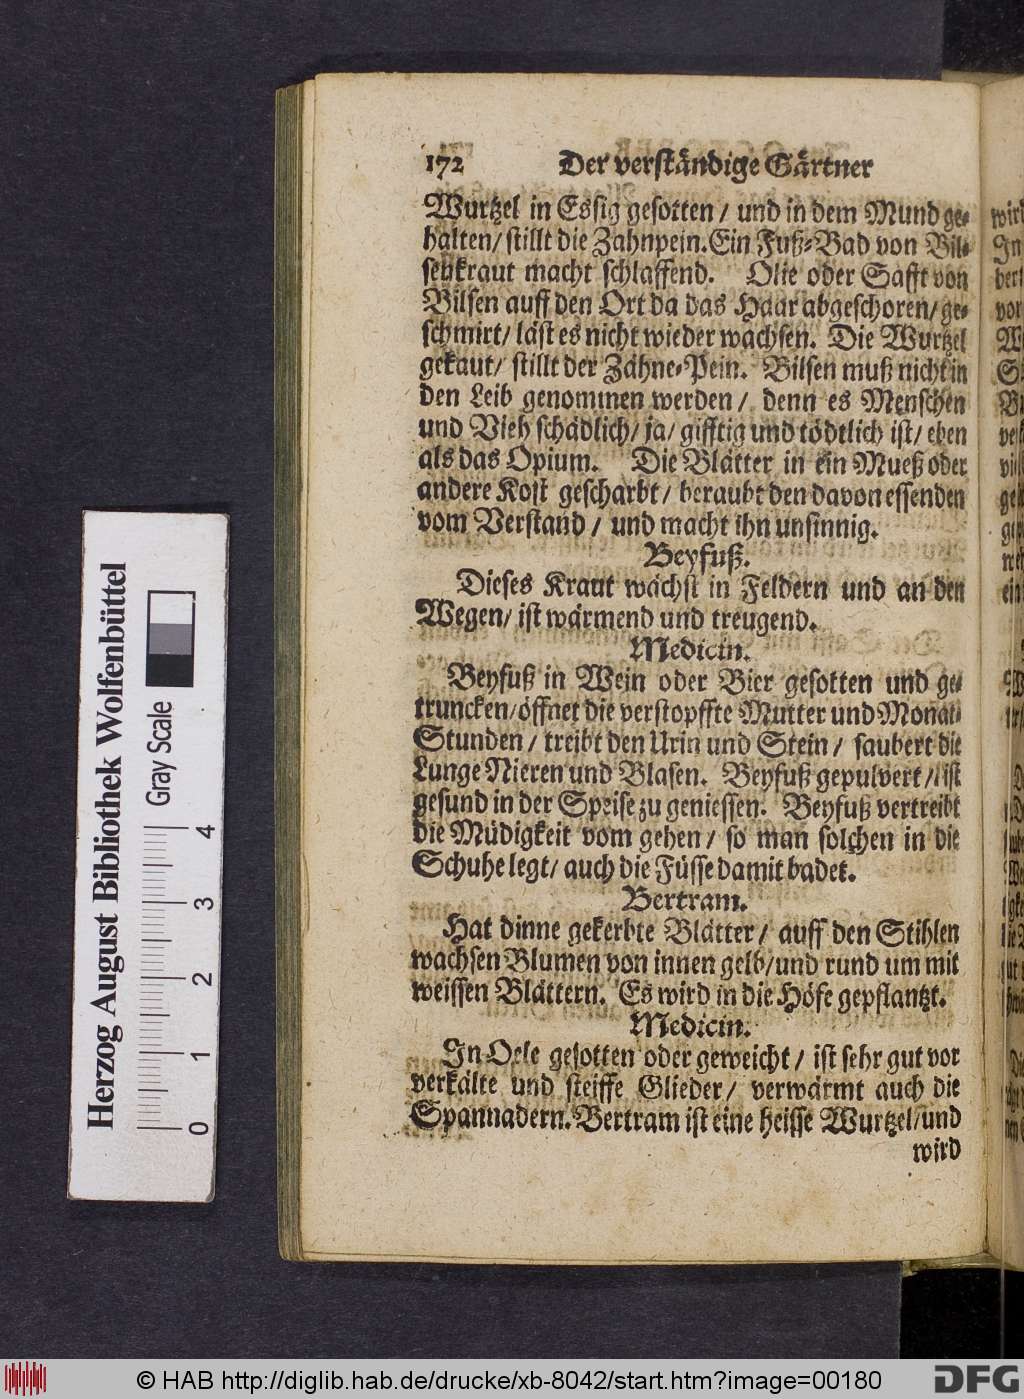 172 Der verständige Gärtner
Wurtzel in Essig gesotten / und in dem Mund ge-
halten / stillt die Zahnpein. Ein Fuß-Bad von Bil-
senkraut macht schlaffend. Olie oder Safft von
Bilsen auff den Ort da das Haar abgeschoren / ge-
schmirt / läst es nicht wieder wachsen. Die Wurtzel
gekaut / stillt der Zähne-Pein. Bilsen muß nicht in
den Leib genommen werden / denn es Menschen
und Vieh schädlich / ja / gifftig und tödtlich ist / eben
als das Opium. Die Blätter in ein Mueß oder
andere Kost gescharbt / beraubt den davon essenden
vom Verstand / und macht ihn unsinnig.
Beyfuß.
Dieses Kraut wächst in Feldern und an den
Wegen / ist wärmend und treugend.
Medicin.
Beyfuß in Wein oder Bier gesotten und ge-
truncken / öffnet die verstopffte Mutter und Monat-
Stunden / treibt den Urin und Stein / saubert die
Lunge Nieren und Blasen. Beyfuß gepulvert / ist
gesund in der Speise zu geniessen. Beyfuß vertreibt
die Müdigkeit vom gehen / so man solchen in die
Schuhe legt / auch die Füsse damit badet.
Bertram.
Hat dinne gekerbte Blätter / auff den Stihlen
wachsen Blumen von innen gelb / und rund um mit
weissen Blättern. Es wird in die Höfe gepflantzt.
Medicin.
In Oele gesotten oder geweicht / ist sehr gut vor
verkälte und steiffe Glieder / verwärmt auch die
Spannadern. Bertram ist eine heisse Wurtzel / und
wird
Herzog August Bibliothek Wolfenbüttel
Gray Scale
0 1 2 3 4
© HAB http://diglib.hab.de/drucke/xb-8042/start.htm?image=00180
DFG